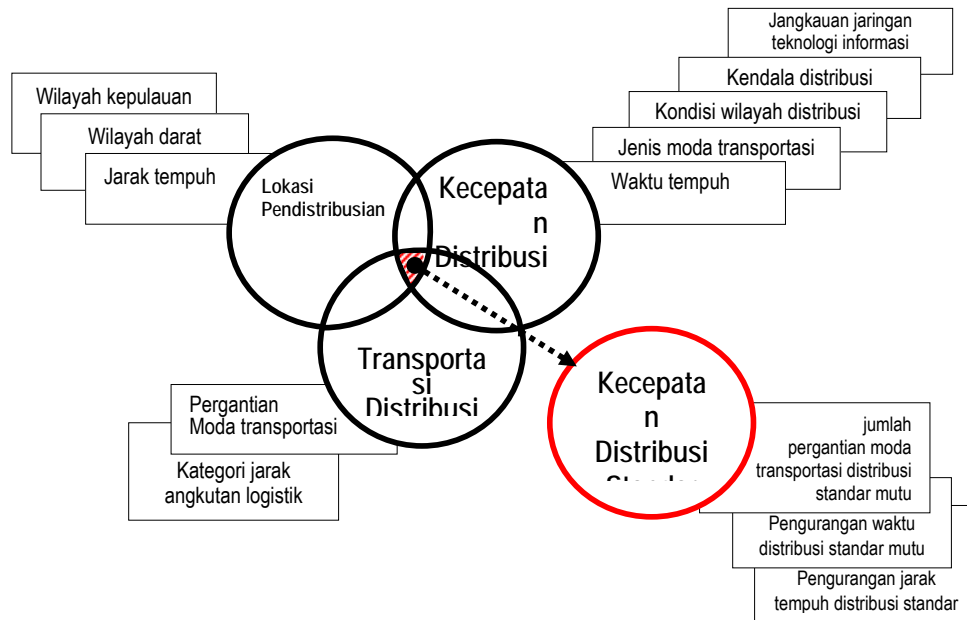 Jangkauan jaringan
teknologi informasi
Kendala distribusi
Kondisi wilayah distribusi
Jenis moda transportasi
Waktu tempuh
Wilayah kepulauan
Wilayah darat
Jarak tempuh
Lokasi
Pendistribusian
Kecepata
n
Distribusi
Transporta
si
Distribusi
Pergantian
Moda transportasi
Kategori jarak
angkutan logistik
Kecepata
n
Distribusi
Standar
jumlah
pergantian moda
transportasi distribusi
standar mutu
Pengurangan waktu
distribusi standar mutu
Pengurangan jarak
tempuh distribusi standar